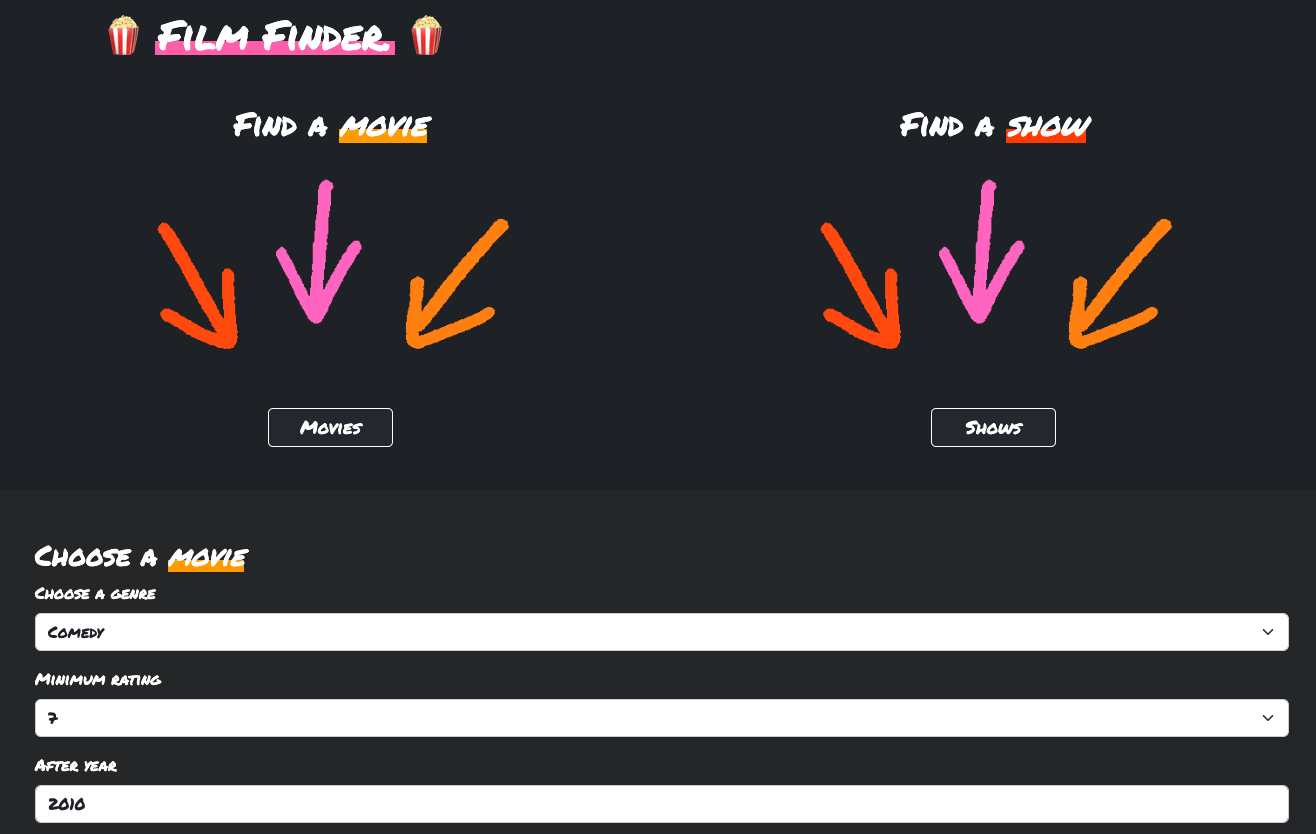 Film Finder.
Find a movie
Find a show
Movies
Shows
Choose a movie
Choose a genre
Comedy
Minimum rating
7
After year
2010